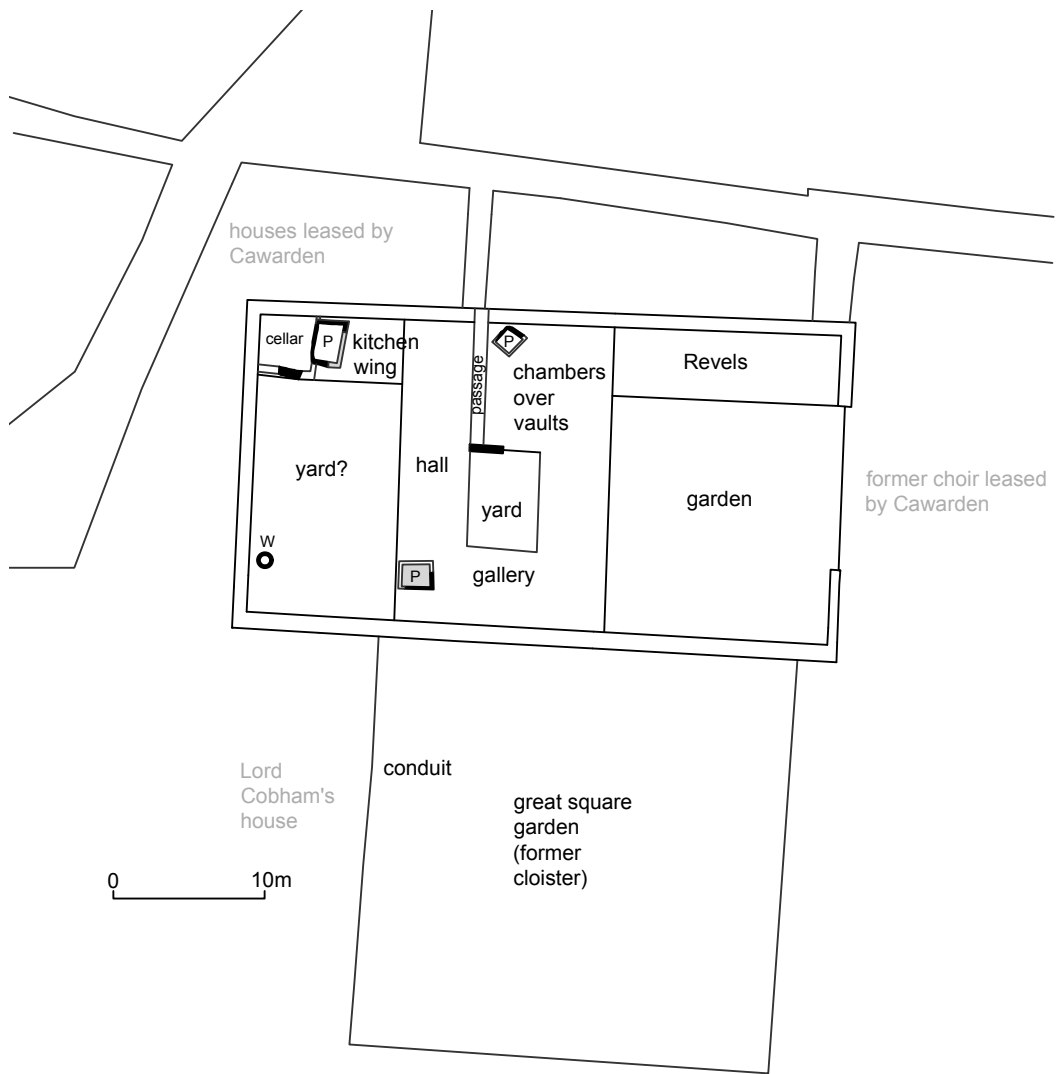 houses leased by
Cawarden
cellar
P
kitchen
wing
passage
P
chambers
over
vaults
Revels
yard?
hall
yard
garden
former choir leased
by Cawarden
W
P
gallery
Lord
Cobham's
house
conduit
great square
garden
(former
cloister)
0 10m